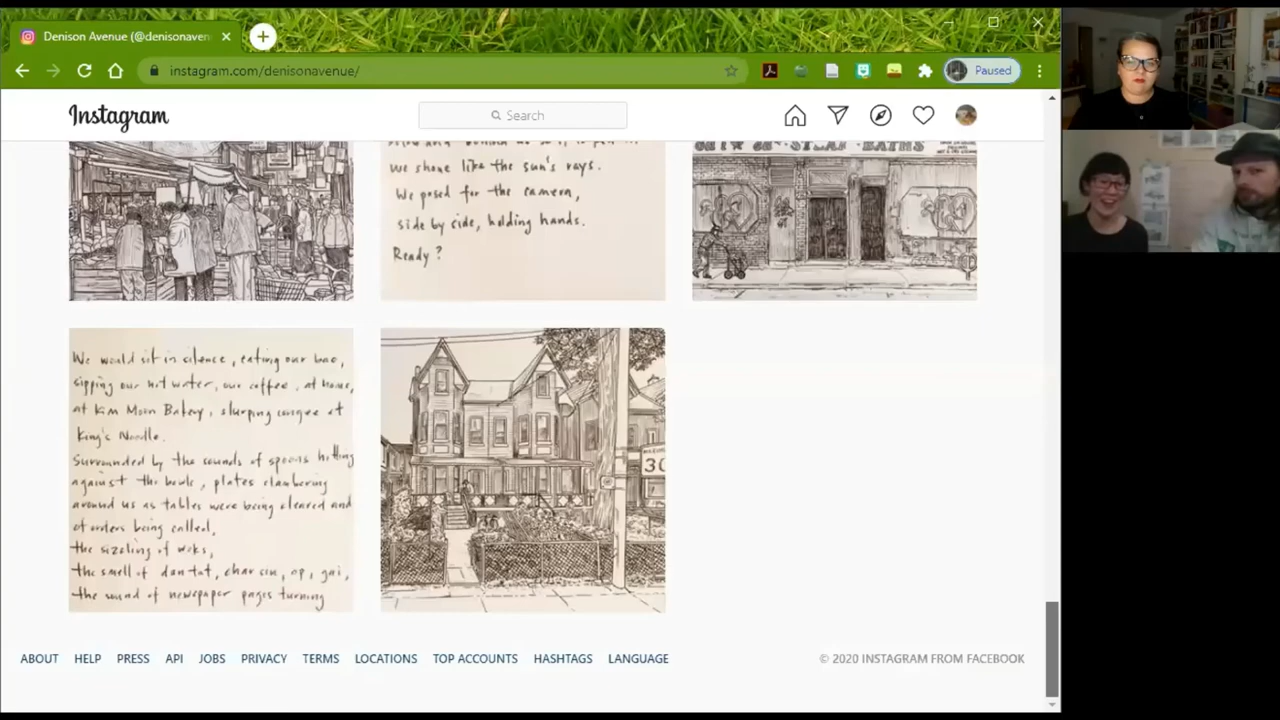 Denison Avenue (@denisonaven
instagram.com/denisonavenue/
Paused
Instagram
Search
we shone like the sun's rays.
We posed for the camera,
side by side, holding hands.
Ready?
STEAM BATHS
We would sit in silence, eating our bao,
sipping our hot water, our coffee, at home,
at Kim Moon Bakery, slurping congee at
King's Noodle.
Surrounded by the sounds of spoons hitting
against the bowls, plates clambering
around us as tables were being cleared and
of orders being called,
the sizzling of woks,
the smell of dan tat, char siu, op, gai,
the sound of newspaper pages turning
30
ABOUT HELP PRESS API JOBS PRIVACY TERMS LOCATIONS TOP ACCOUNTS HASHTAGS LANGUAGE
© 2020 INSTAGRAM FROM FACEBOOK